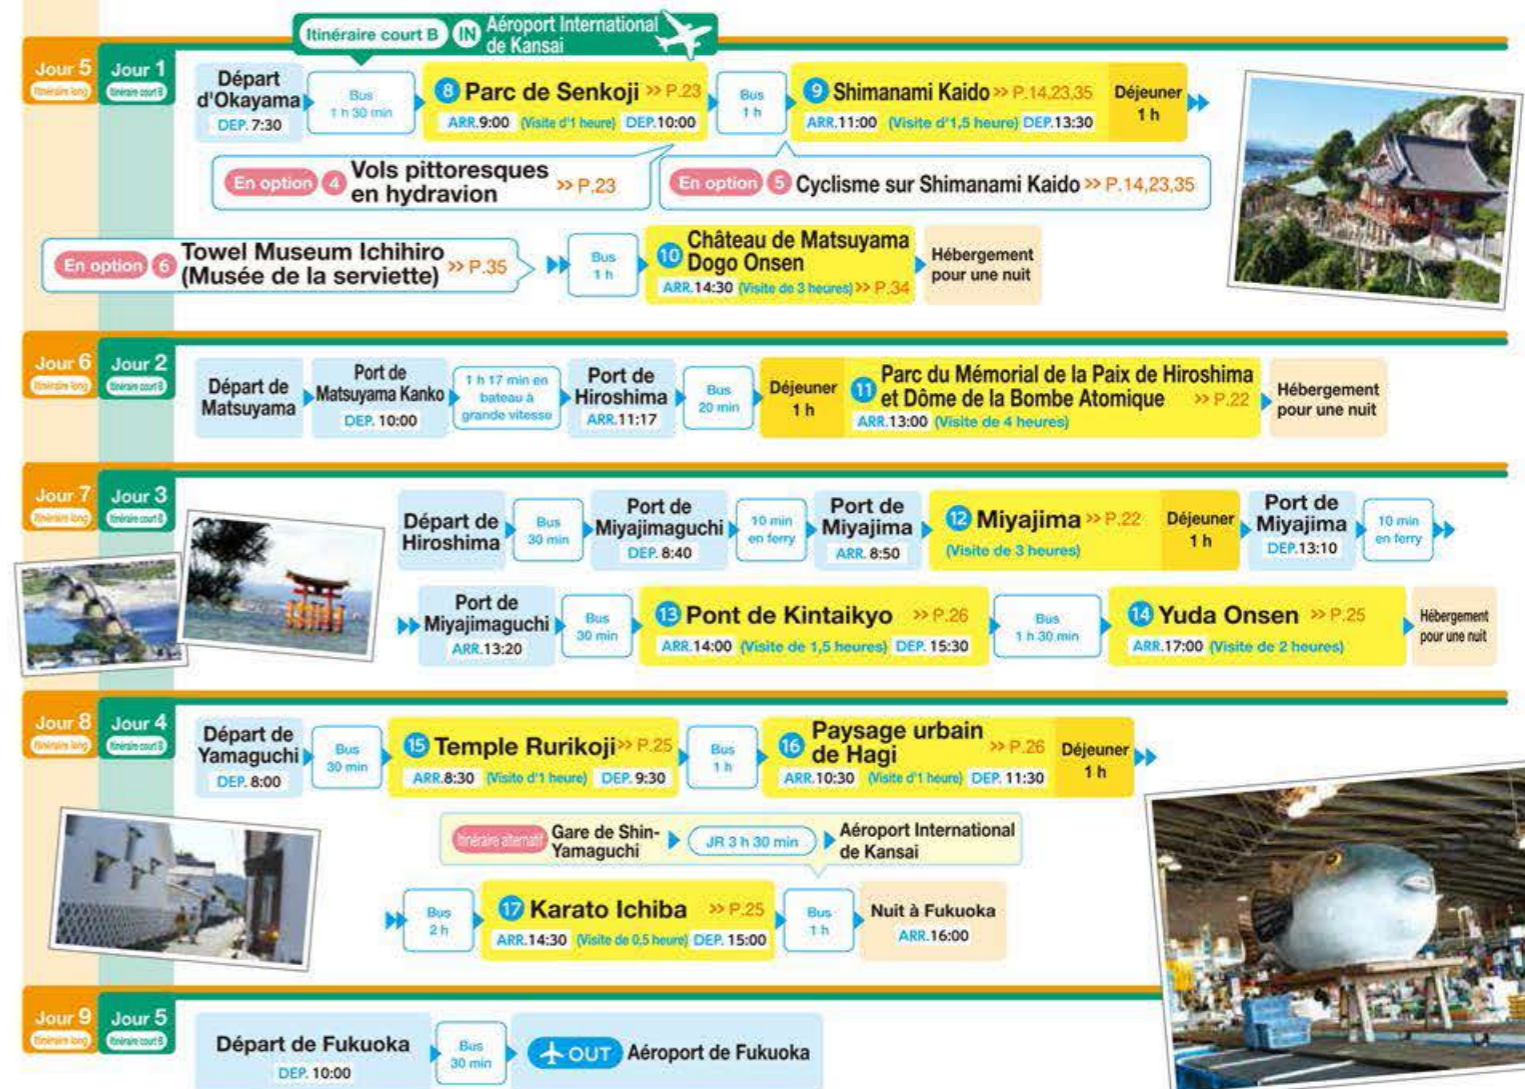 Itinéraire court B IN Aéroport International
de Kansai
Jour 5 Jour 1
Itinéraire long Itinéraire court B
Départ
d'Okayama
DEP. 7:30
Bus
1 h 30 min
8 Parc de Senkoji >> P.23
ARR.9:00 (Visite d'1 heure) DEP.10:00
Bus
1 h
9 Shimanami Kaido >> P.14,23,35
ARR.11:00 (Visite d'1,5 heure) DEP.13:30
Déjeuner
1 h
En option 4 Vols pittoresques
en hydravion >> P.23
En option 5 Cyclisme sur Shimanami Kaido >> P.14,23,35
En option 6 Towel Museum Ichihiro
(Musée de la serviette) >> P.35
Bus
1 h
10 Château de Matsuyama
Dogo Onsen
ARR.14:30 (Visite de 3 heures) >> P.34
Hébergement
pour une nuit
Jour 6 Jour 2
Itinéraire long Itinéraire court B
Départ de
Matsuyama
Port de
Matsuyama Kanko
DEP. 10:00
1 h 17 min en
bateau à
grande vitesse
Port de
Hiroshima
ARR.11:17
Bus
20 min
Déjeuner
1 h
11 Parc du Mémorial de la Paix de Hiroshima
et Dôme de la Bombe Atomique >> P.22
ARR.13:00 (Visite de 4 heures)
Hébergement
pour une nuit
Jour 7 Jour 3
Itinéraire long Itinéraire court B
Départ de
Hiroshima
Bus
30 min
Port de
Miyajimaguchi
DEP. 8:40
10 min
en ferry
Port de
Miyajima
ARR. 8:50
12 Miyajima >> P.22
(Visite de 3 heures)
Déjeuner
1 h
Port de
Miyajima
DEP.13:10
10 min
en ferry
Port de
Miyajimaguchi
ARR.13:20
Bus
30 min
13 Pont de Kintaikyo >> P.26
ARR.14:00 (Visite de 1,5 heures) DEP. 15:30
Bus
1 h 30 min
14 Yuda Onsen >> P.25
ARR.17:00 (Visite de 2 heures)
Hébergement
pour une nuit
Jour 8 Jour 4
Itinéraire long Itinéraire court B
Départ de
Yamaguchi
DEP. 8:00
Bus
30 min
15 Temple Rurikoji >> P.25
ARR.8:30 (Visite d'1 heure) DEP. 9:30
Bus
1 h
16 Paysage urbain
de Hagi >> P.26
ARR.10:30 (Visite d'1 heure) DEP. 11:30
Déjeuner
1 h
Itinéraire alternatif Gare de Shin-
Yamaguchi
JR 3 h 30 min
Aéroport International
de Kansai
Bus
2 h
17 Karato Ichiba >> P.25
ARR.14:30 (Visite de 0,5 heure) DEP. 15:00
Bus
1 h
Nuit à Fukuoka
ARR.16:00
Jour 9 Jour 5
Itinéraire long Itinéraire court B
Départ de Fukuoka
DEP. 10:00
Bus
30 min
OUT Aéroport de Fukuoka